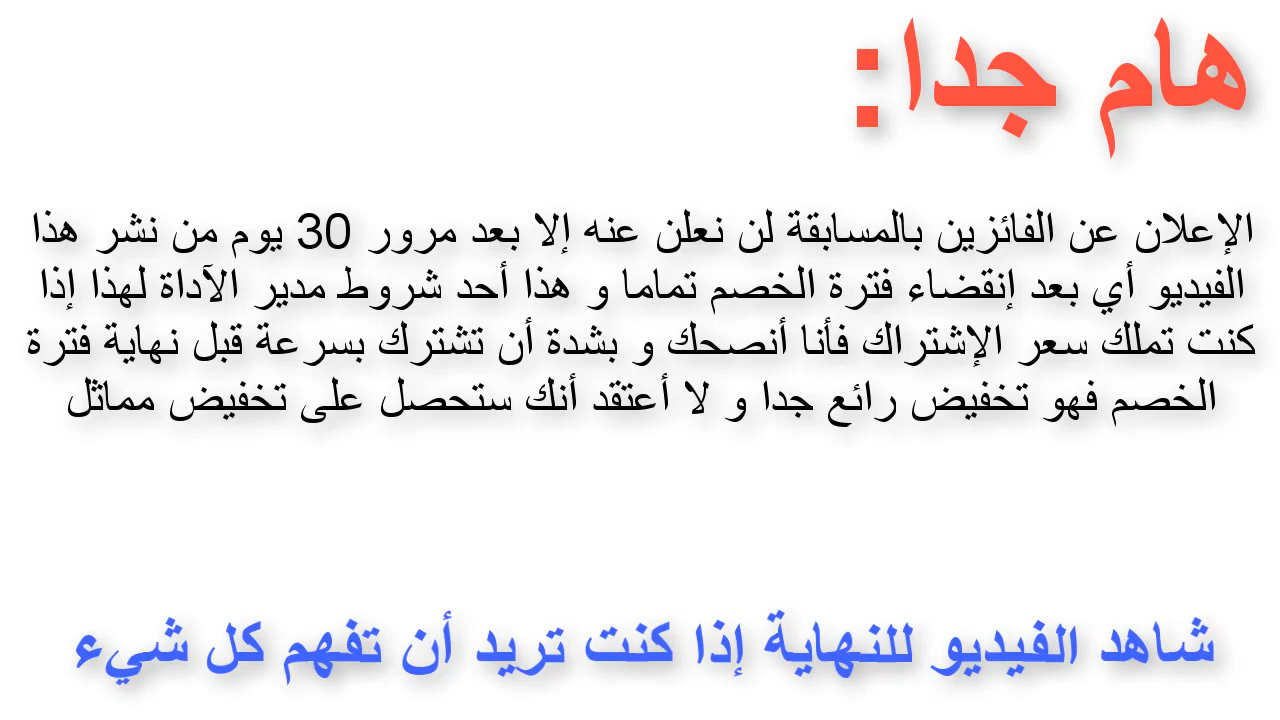 هام جدا:
الإعلان عن الفائزين بالمسابقة لن نعلن عنه إلا بعد مرور 30 يوم من نشر هذا
الفيديو أي بعد إنقضاء فترة الخصم تماما و هذا أحد شروط مدير الآداة لهذا إذا
كنت تملك سعر الإشتراك فأنا أنصحك و بشدة أن تشترك بسرعة قبل نهاية فترة
الخصم فهو تخفيض رائع جدا و لا أعتقد أنك ستحصل على تخفيض مماثل
شاهد الفيديو للنهاية إذا كنت تريد أن تفهم كل شيء